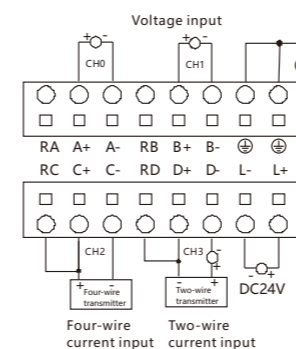 Voltage input
+ - + -
CH0 CH1
RA A+ A- RB B+ B- L- L+
RC C+ C- RD D+ D-
CH2 CH3 - +
+ - - + - +
Four-wire transmitter
Two-wire transmitter
DC24V
Four-wire current input
Two-wire current input